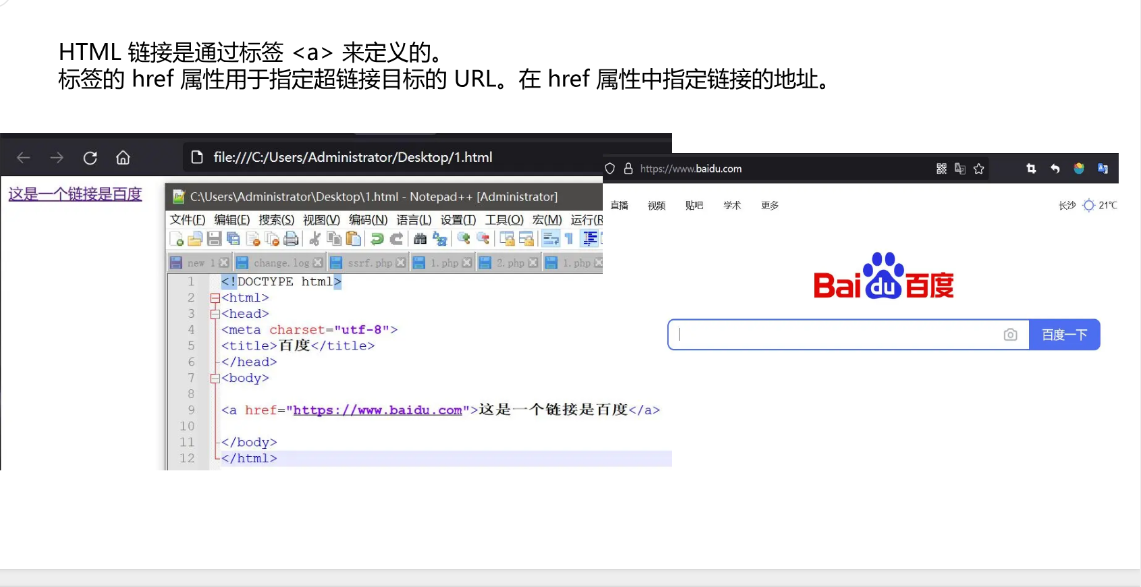 HTML 链接是通过标签 <a> 来定义的。
标签的 href 属性用于指定超链接目标的 URL。在 href 属性中指定链接的地址。
file:///C:/Users/Administrator/Desktop/1.html
这是一个链接是百度
C:\Users\Administrator\Desktop\1.html - Notepad++ [Administrator]
文件(F) 编辑(E) 搜索(S) 视图(V) 编码(N) 语言(L) 设置(T) 工具(O) 宏(M) 运行(R
new 1 change.log ssrf.php 1.php 2.php 1.php
1 <!DOCTYPE html>
2 <html>
3 <head>
4 <meta charset="utf-8">
5 <title>百度</title>
6 </head>
7 <body>
8
9 <a href="https://www.baidu.com">这是一个链接是百度</a>
10
11 </body>
12 </html>
https://www.baidu.com
直播 视频 贴吧 学术 更多
长沙 21℃
Bai du 百度
百度一下